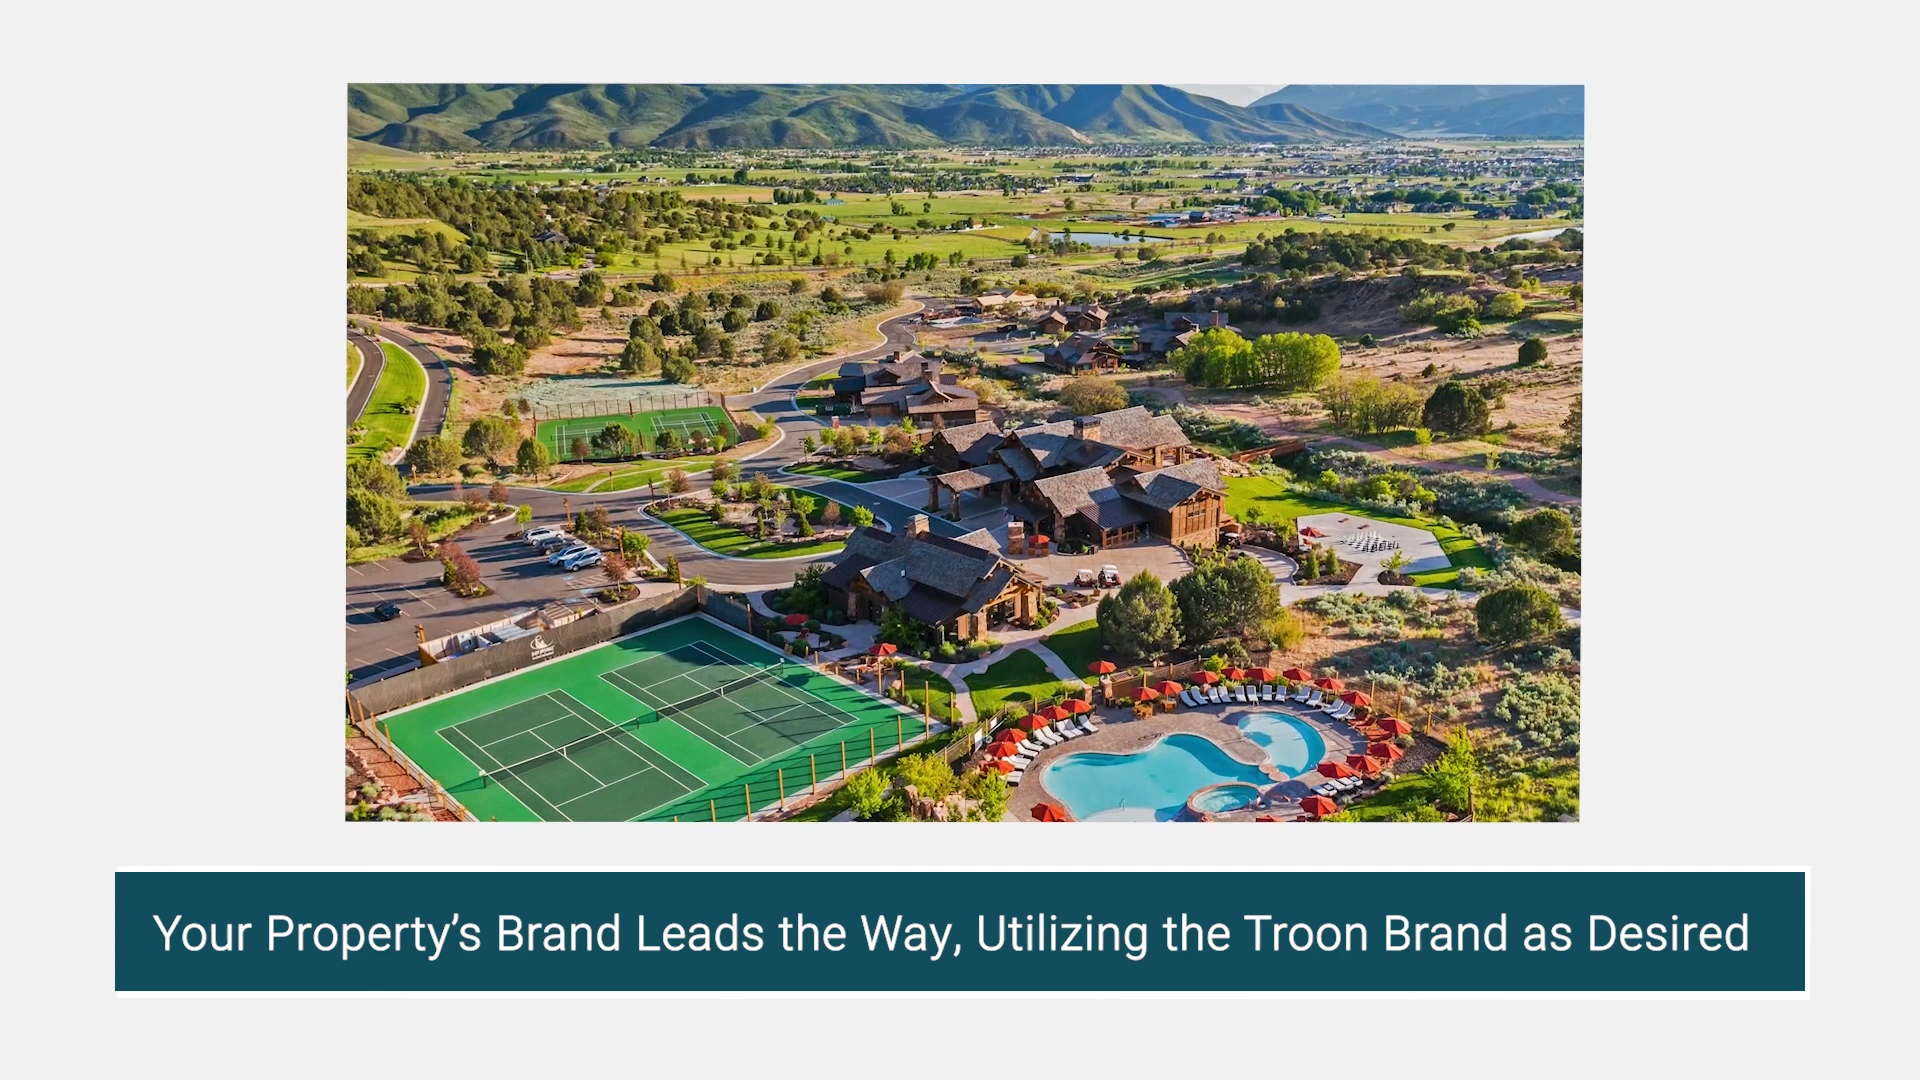 Your Property’s Brand Leads the Way, Utilizing the Troon Brand as Desired